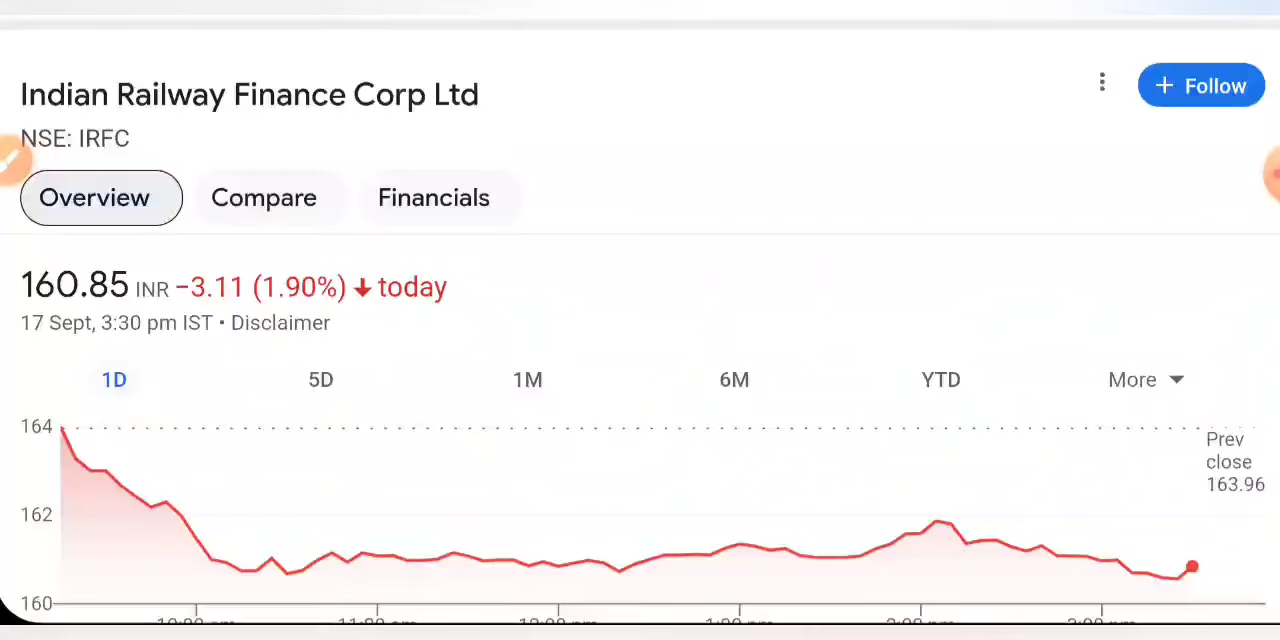 Indian Railway Finance Corp Ltd
+ Follow
NSE: IRFC
Overview Compare Financials
160.85 INR −3.11 (1.90%) ↓ today
17 Sept, 3:30 pm IST • Disclaimer
1D 5D 1M 6M YTD More
164
Prev
close
163.96
162
160